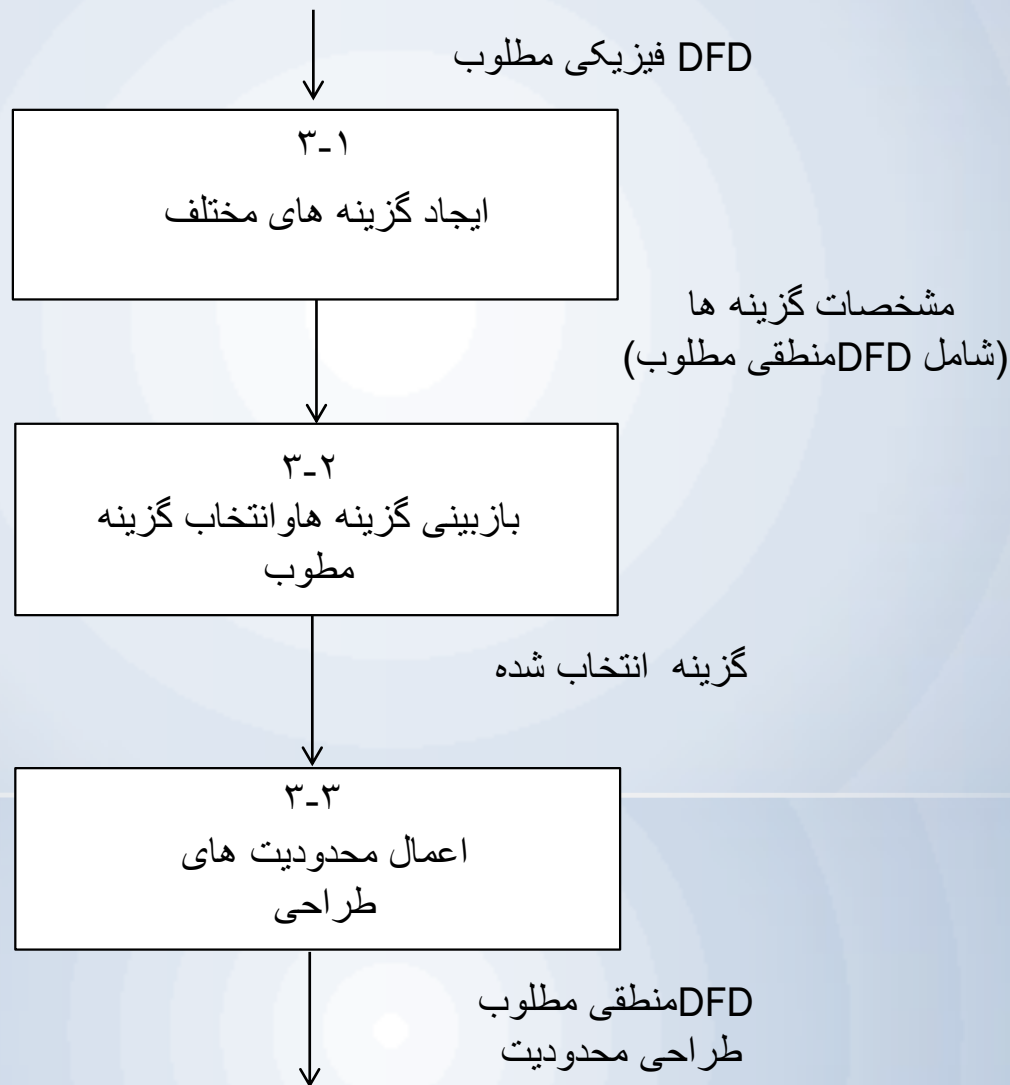 DFD فیزیکی مطلوب
۳-۱
ایجاد گزینه های مختلف
مشخصات گزینه ها
(شامل DFDمنطقی مطلوب)
۳-۲
بازبینی گزینه هاوانتخاب گزینه
مطوب
گزینه انتخاب شده
۳-۳
اعمال محدودیت های
طراحی
DFDمنطقی مطلوب
طراحی محدودیت